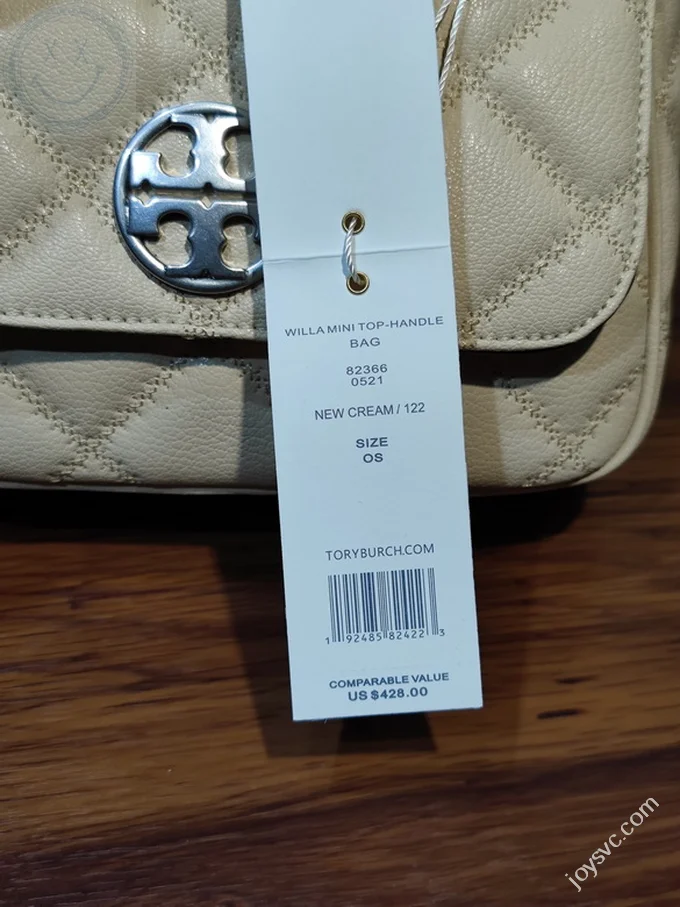 WILLA MINI TOP-HANDLE
BAG
82366
0521
NEW CREAM / 122
SIZE
OS
TORYBURCH.COM
1 92485 82422 3
COMPARABLE VALUE
US $428.00
joysvc.com